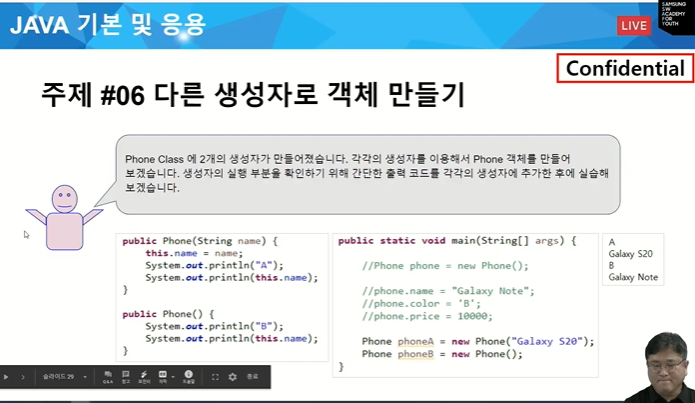 JAVA 기본 및 응용
LIVE
SAMSUNG
SW
ACADEMY
FOR
YOUTH
Confidential
주제 #06 다른 생성자로 객체 만들기
Phone Class 에 2개의 생성자가 만들어졌습니다. 각각의 생성자를 이용해서 Phone 객체를 만들어
보겠습니다. 생성자의 실행 부분을 확인하기 위해 간단한 출력 코드를 각각의 생성자에 추가한 후에 실습해
보겠습니다.
public Phone(String name) {
this.name = name;
System.out.println("A");
System.out.println(this.name);
}
public Phone() {
System.out.println("B");
System.out.println(this.name);
}
public static void main(String[] args) {
//Phone phone = new Phone();
//phone.name = "Galaxy Note";
//phone.color = 'B';
//phone.price = 10000;
Phone phoneA = new Phone("Galaxy S20");
Phone phoneB = new Phone();
}
A
Galaxy S20
B
Galaxy Note
슬라이드 29
Q&A
종료